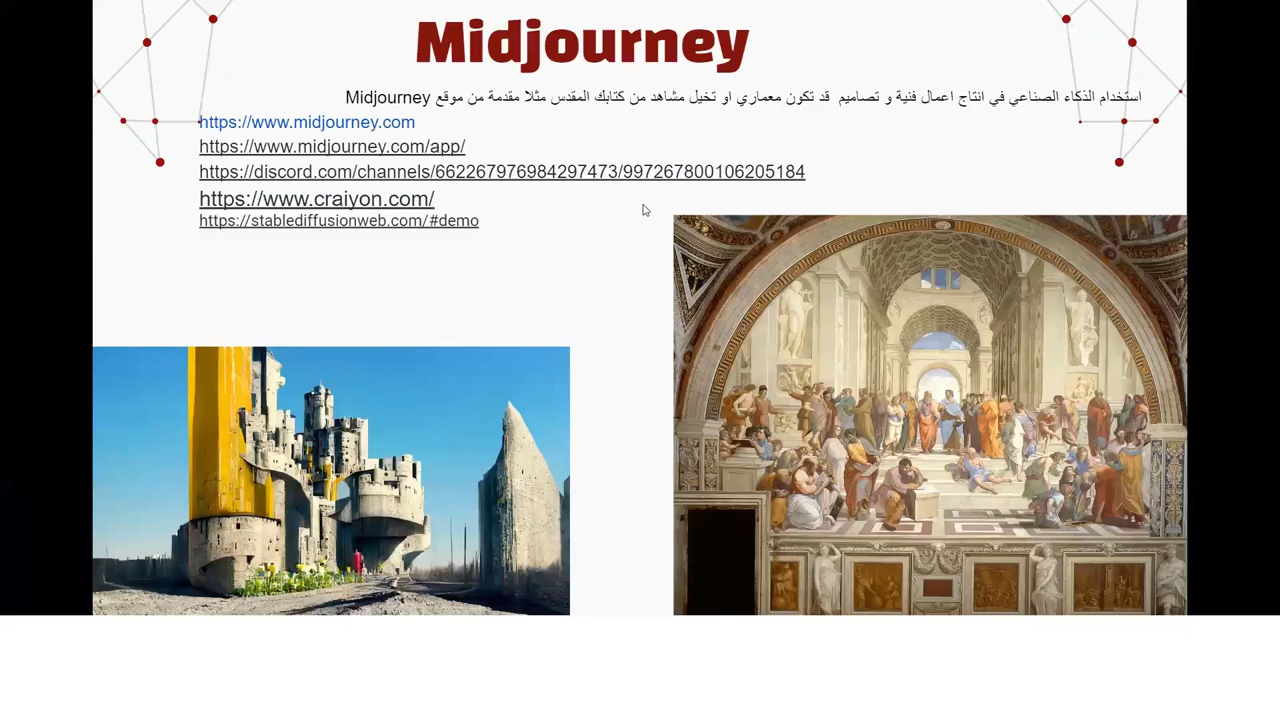 Midjourney
استخدام الذكاء الصناعي في انتاج اعمال فنية و تصاميم  قد تكون معماري او تخيل مشاهد من كتابك المقدس مثلا مقدمة من موقع Midjourney
https://www.midjourney.com
https://www.midjourney.com/app/
https://discord.com/channels/662267976984297473/997267800106205184
https://www.craiyon.com/
https://stablediffusionweb.com/#demo